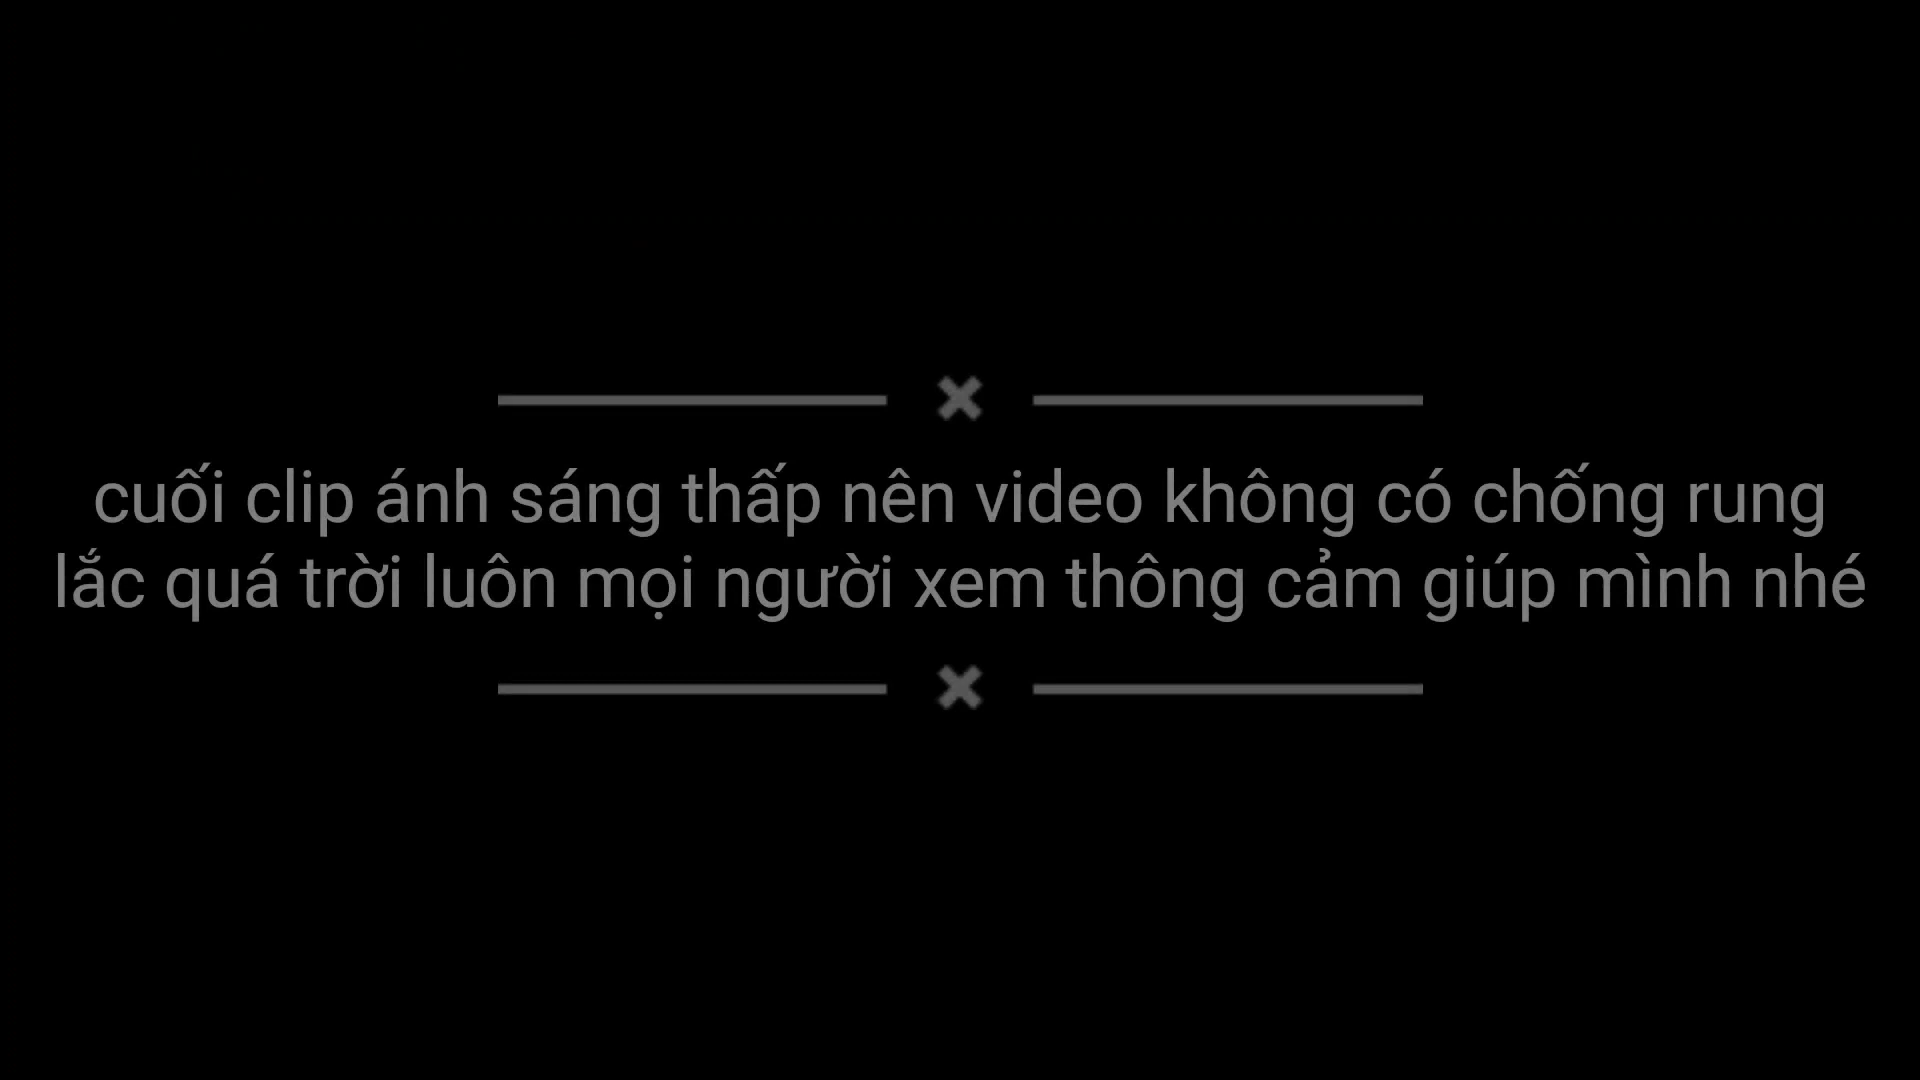 cuối clip ánh sáng thấp nên video không có chống rung
lắc quá trời luôn mọi người xem thông cảm giúp mình nhé